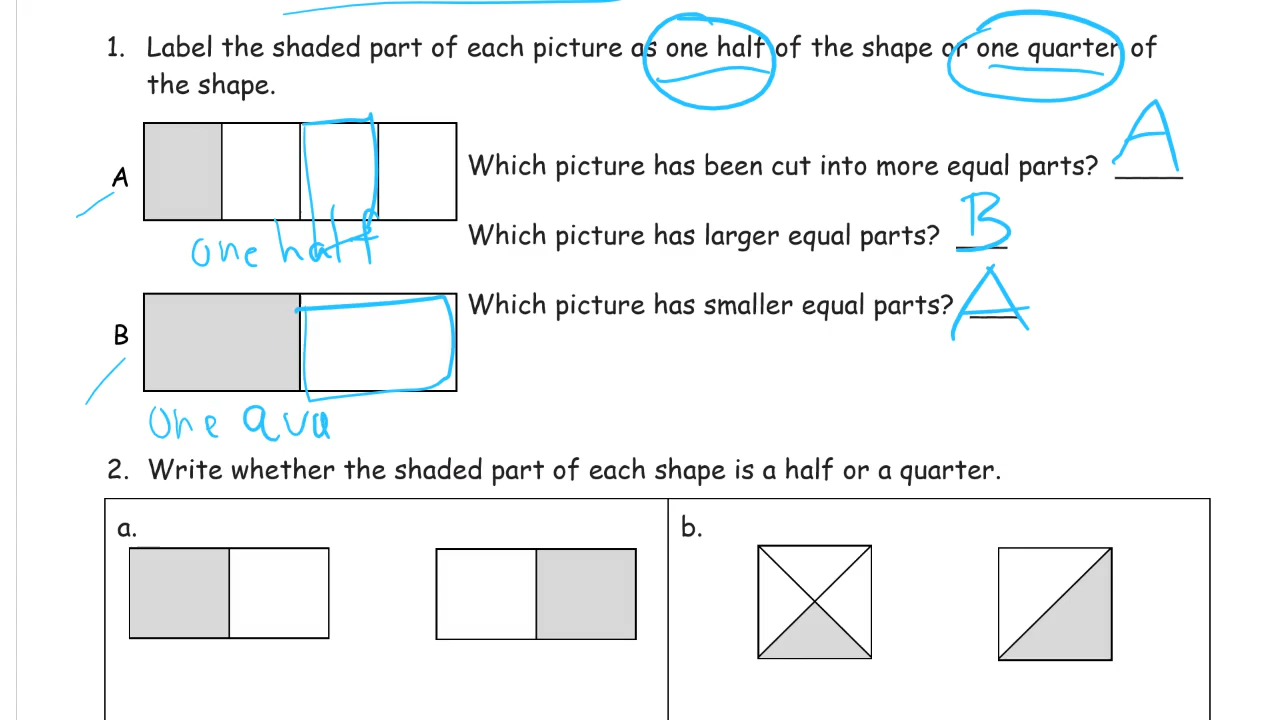 1. Label the shaded part of each picture as one half of the shape or one quarter of
the shape.
A
Which picture has been cut into more equal parts? A
one half
Which picture has larger equal parts? B
Which picture has smaller equal parts? A
B
one qua
2. Write whether the shaded part of each shape is a half or a quarter.
a.
b.